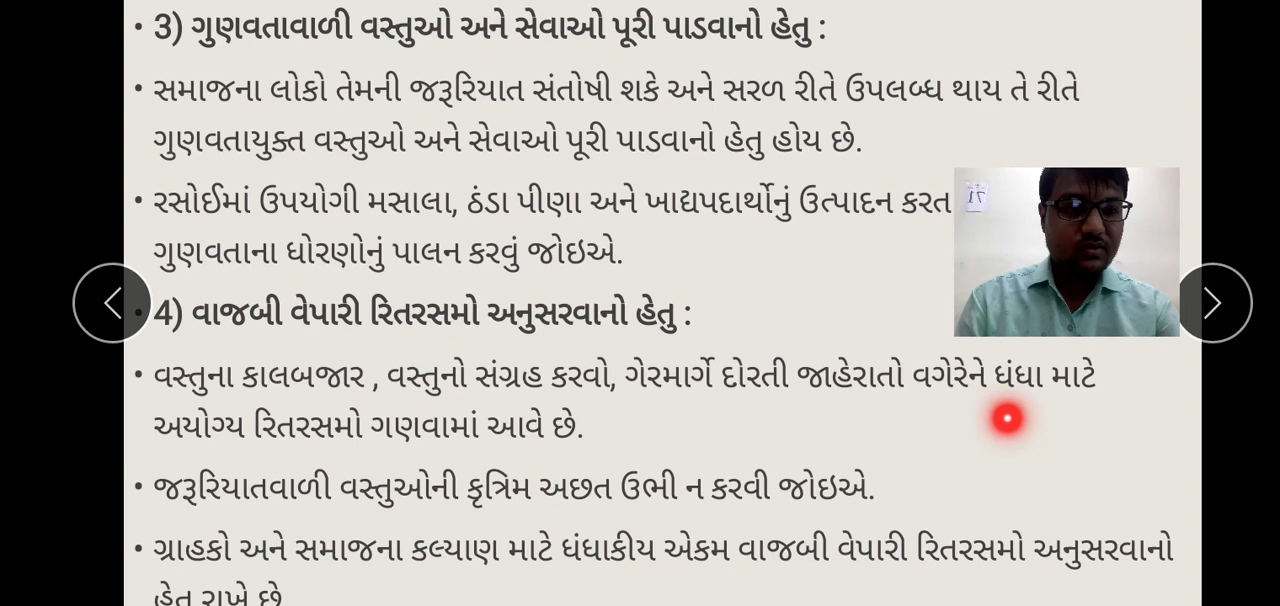 • 3) ગુણવતાવાળી વસ્તુઓ અને સેવાઓ પૂરી પાડવાનો હેતુ :
• સમાજના લોકો તેમની જરૂરિયાત સંતોષી શકે અને સરળ રીતે ઉપલબ્ધ થાય તે રીતે
ગુણવતાયુક્ત વસ્તુઓ અને સેવાઓ પૂરી પાડવાનો હેતુ હોય છે.
• રસોઈમાં ઉપયોગી મસાલા, ઠંડા પીણા અને ખાદ્યપદાર્થોનું ઉત્પાદન કરત
ગુણવતાના ધોરણોનું પાલન કરવું જોઇએ.
• 4) વાજબી વેપારી રિતરસમો અનુસરવાનો હેતુ :
• વસ્તુના કાલબજાર , વસ્તુનો સંગ્રહ કરવો, ગેરમાર્ગે દોરતી જાહેરાતો વગેરેને ધંધા માટે
અયોગ્ય રિતરસમો ગણવામાં આવે છે.
• જરૂરિયાતવાળી વસ્તુઓની કૃત્રિમ અછત ઉભી ન કરવી જોઇએ.
• ગ્રાહકો અને સમાજના કલ્યાણ માટે ધંધાકીય એકમ વાજબી વેપારી રિતરસમો અનુસરવાનો
હેતુ રાખે છે